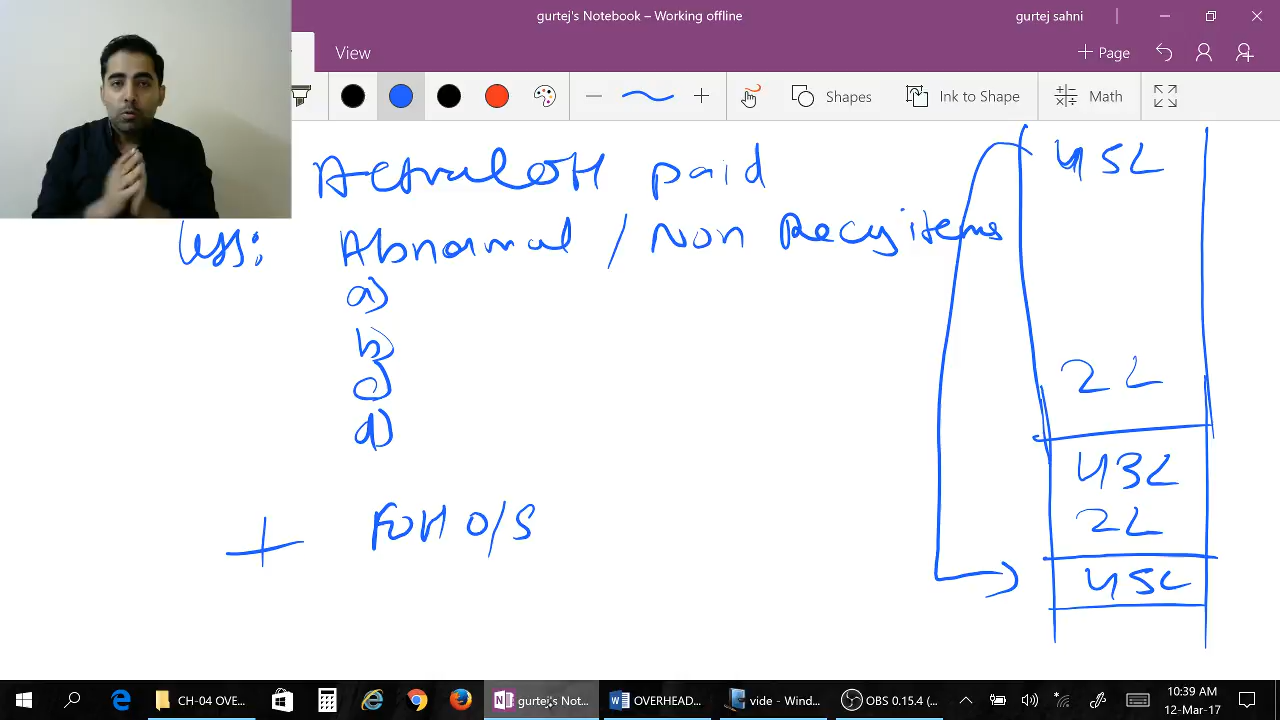 gurtej's Notebook – Working offline
gurtej sahni
View
Page
Shapes
Ink to Shape
Math
Actual OH paid 45L
less: Abnormal / Non Recg items
a)
b)
c)
d)
2L
43L
+ FOH O/S 2L
45L
CH-04 OVE...
gurtej's Not...
OVERHEAD...
vide - Wind...
OBS 0.15.4 (...
10:39 AM
12-Mar-17